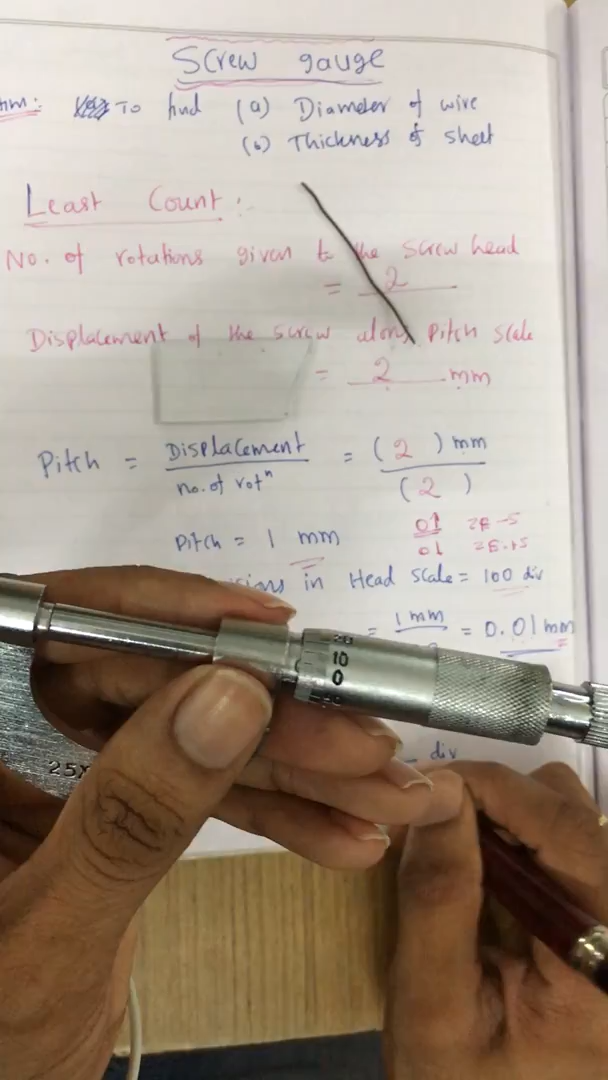 Screw gauge
Aim: To find (a) Diameter of wire
(b) Thickness of sheet
Least Count:
No. of rotations given to the screw head
= 2
Displacement of the screw along Pitch scale
= 2 mm
Pitch = Displacement / no. of rotⁿ = (2) mm / (2)
Pitch = 1 mm
in Head scale = 100 div
= 1 mm = 0.01 mm
20
10
0
25X
div